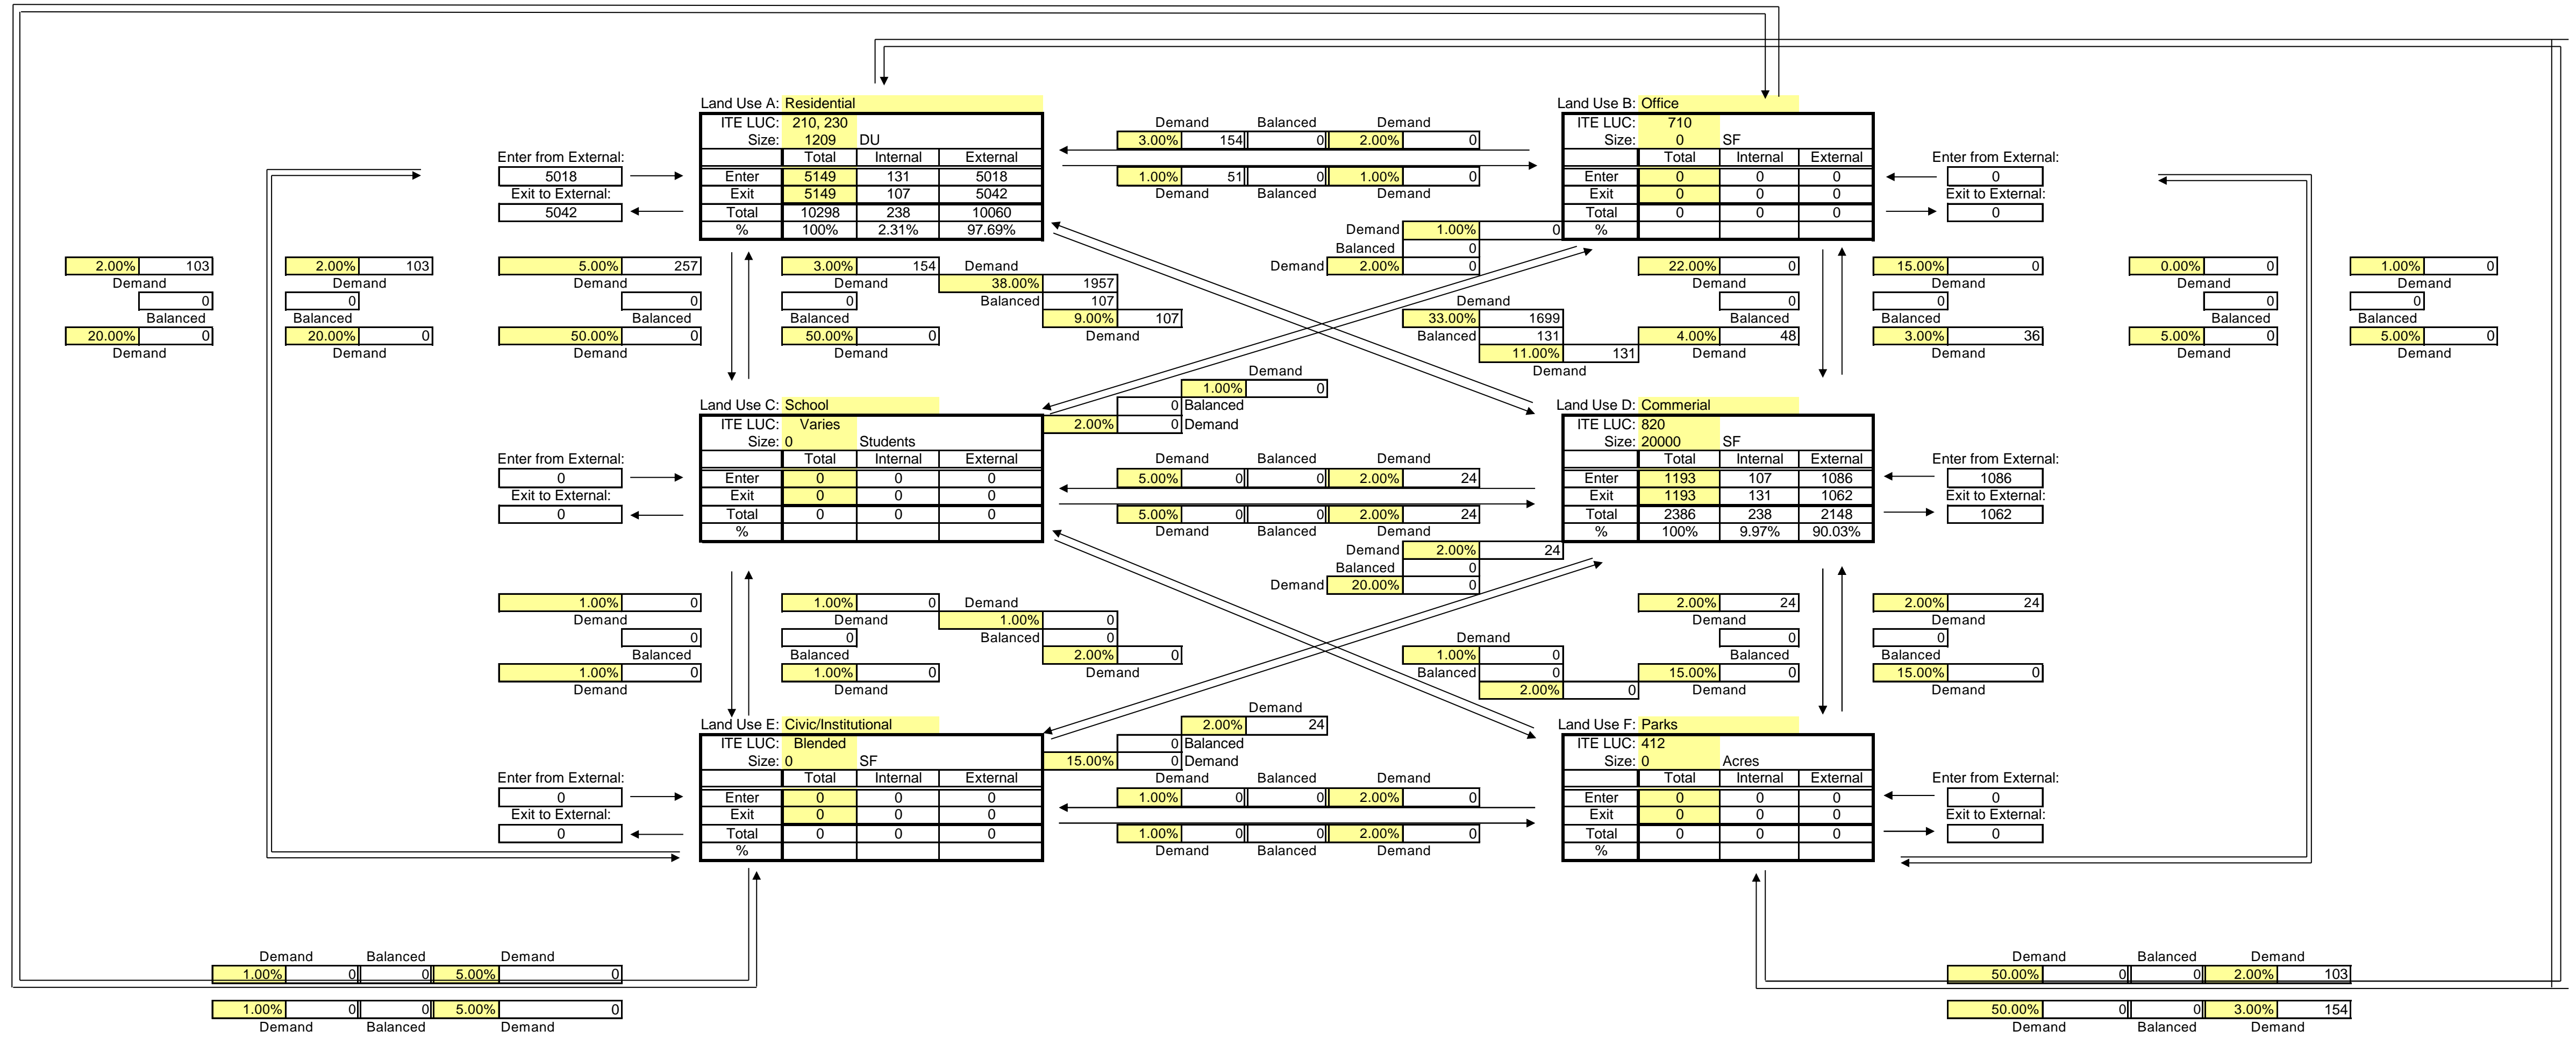 Land Use A: Residential
Land Use B: Office
ITE LUC: 210, 230
Demand Balanced Demand
ITE LUC: 710
Size: 1209 DU
3.00% 154 0 2.00% 0
Size: 0 SF
Enter from External:
Total Internal External
Total Internal External
Enter from External:
5018
Enter 5149 131 5018
1.00% 51 0 1.00% 0
Enter 0 0 0
0
Exit to External:
Exit 5149 107 5042
Demand Balanced Demand
Exit 0 0 0
Exit to External:
5042
Total 10298 238 10060
Total 0 0 0
0
% 100% 2.31% 97.69%
Demand 1.00% 0
%
Balanced 0
Demand 2.00% 0
2.00% 103 2.00% 103 5.00% 257 3.00% 154 Demand
22.00% 0 15.00% 0 0.00% 0 1.00% 0
Demand Demand Demand Demand 38.00% 1957
Demand Demand Demand Demand
0 0 0 0 Balanced 107
Demand
0 0 0 0
Balanced Balanced Balanced Balanced 9.00% 107
33.00% 1699
Balanced Balanced Balanced Balanced
20.00% 0 20.00% 0 50.00% 0 50.00% 0 Demand
Balanced 131
4.00% 48 3.00% 36 5.00% 0 5.00% 0
Demand Demand Demand Demand
11.00% 131
Demand Demand Demand Demand
Demand
Demand
1.00% 0
Land Use C: School
0 Balanced
Land Use D: Commerial
ITE LUC: Varies
2.00% 0 Demand
ITE LUC: 820
Size: 0 Students
Size: 20000 SF
Enter from External:
Total Internal External
Demand Balanced Demand
Total Internal External
Enter from External:
0
Enter 0 0 0
5.00% 0 0 2.00% 24
Enter 1193 107 1086
1086
Exit to External:
Exit 0 0 0
Exit 1193 131 1062
Exit to External:
0
Total 0 0 0
5.00% 0 0 2.00% 24
Total 2386 238 2148
1062
%
Demand Balanced Demand
% 100% 9.97% 90.03%
Demand 2.00% 24
Balanced 0
Demand 20.00% 0
1.00% 0 1.00% 0 Demand
2.00% 24 2.00% 24
Demand Demand 1.00% 0
Demand Demand
0 0 Balanced 0
Demand
0 0
Balanced Balanced 2.00% 0
1.00% 0
Balanced Balanced
1.00% 0 1.00% 0 Demand
Balanced 0
15.00% 0 15.00% 0
Demand Demand
2.00% 0
Demand Demand
Demand
Land Use E: Civic/Institutional
2.00% 24
Land Use F: Parks
ITE LUC: Blended
0 Balanced
ITE LUC: 412
Size: 0 SF
15.00% 0 Demand
Size: 0 Acres
Enter from External:
Total Internal External
Demand Balanced Demand
Total Internal External
Enter from External:
0
Enter 0 0 0
1.00% 0 0 2.00% 0
Enter 0 0 0
0
Exit to External:
Exit 0 0 0
Exit 0 0 0
Exit to External:
0
Total 0 0 0
1.00% 0 0 2.00% 0
Total 0 0 0
0
%
Demand Balanced Demand
%
Demand Balanced Demand
Demand Balanced Demand
1.00% 0 0 5.00% 0
50.00% 0 0 2.00% 103
1.00% 0 0 5.00% 0
50.00% 0 0 3.00% 154
Demand Balanced Demand
Demand Balanced Demand